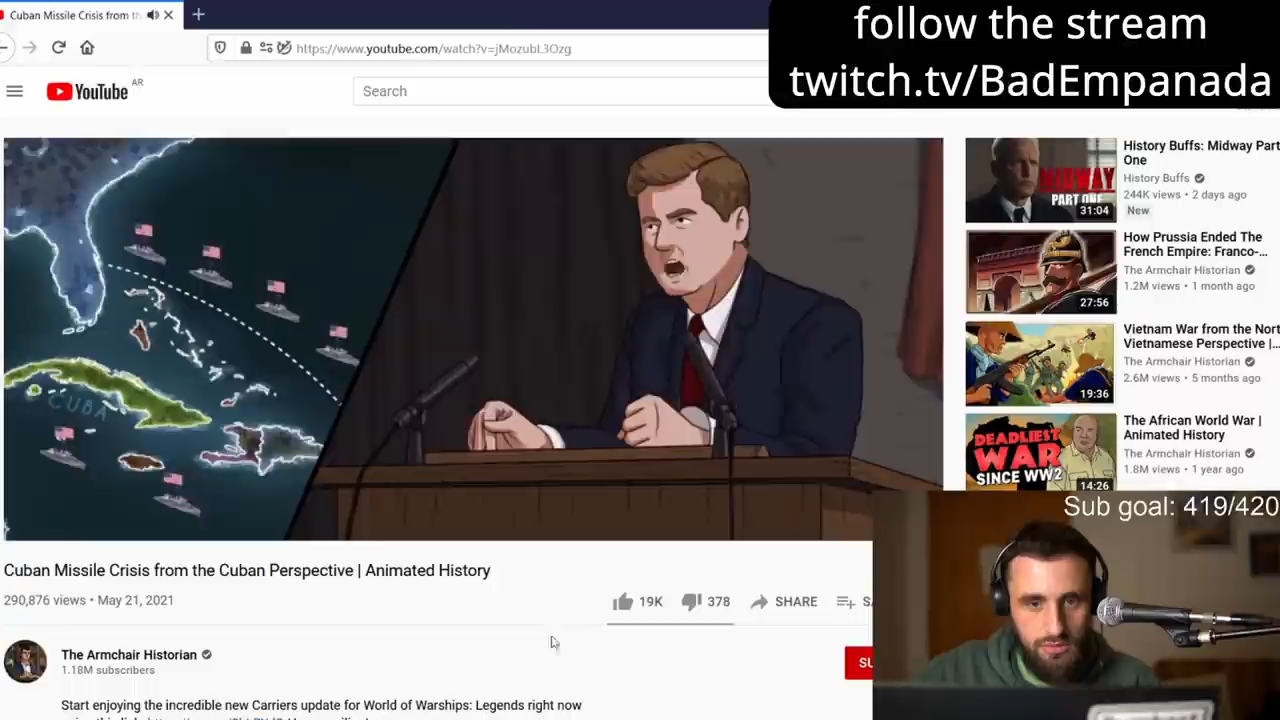 Cuban Missile Crisis from th
follow the stream
twitch.tv/BadEmpanada
https://www.youtube.com/watch?v=jMozubL3Ozg
YouTube AR
Search
CUBA
History Buffs: Midway Part
One
History Buffs
244K views • 2 days ago
New
MIDWAY
PART ONE
31:04
How Prussia Ended The
French Empire: Franco-...
The Armchair Historian
1.2M views • 1 month ago
27:56
Vietnam War from the Nort
Vietnamese Perspective |...
The Armchair Historian
2.6M views • 5 months ago
19:36
The African World War |
Animated History
The Armchair Historian
1.8M views • 1 year ago
DEADLIEST
WAR
SINCE WW2
14:26
Sub goal: 419/420
Cuban Missile Crisis from the Cuban Perspective | Animated History
290,876 views • May 21, 2021
19K 378 SHARE
The Armchair Historian
1.18M subscribers
Start enjoying the incredible new Carriers update for World of Warships: Legends right now